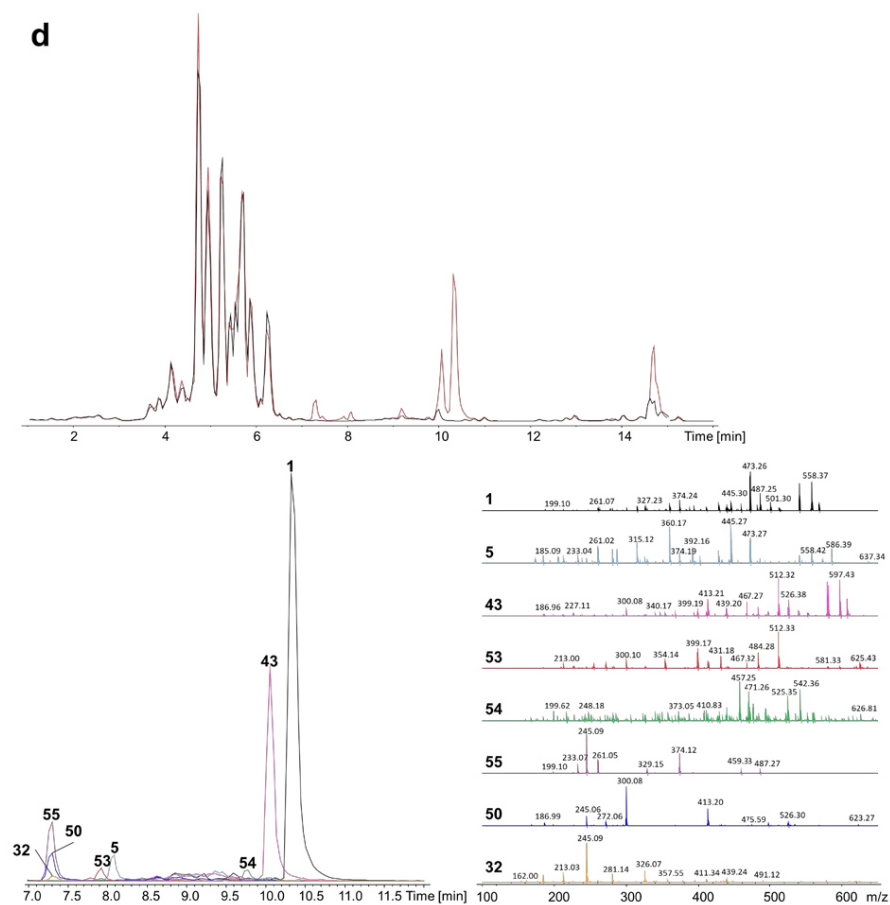 d
2 4 6 8 10 12 14 Time [min]
1
43
55
50
32
53
5
54
7.0 7.5 8.0 8.5 9.0 9.5 10.0 10.5 11.0 11.5 Time [min]
1 199.10 261.07 327.23 374.24 445.30 473.26 487.25 501.30 558.37
5 185.09 233.04 261.02 315.12 360.17 374.19 392.16 445.27 473.27 558.42 586.39 637.34
43 186.96 227.11 300.08 340.17 399.19 413.21 439.20 467.27 512.32 526.38 597.43
53 213.00 300.10 354.14 399.17 431.18 467.32 484.28 512.33 581.33 625.43
54 199.62 248.18 373.05 410.83 457.25 471.26 525.35 542.36 626.81
55 199.10 233.07 245.09 261.05 329.15 374.12 459.33 487.27
50 186.99 245.06 272.06 300.08 413.20 475.59 526.30 623.27
32 162.00 213.03 245.09 281.14 326.07 357.55 411.34 439.24 491.12
100 200 300 400 500 600 m/z